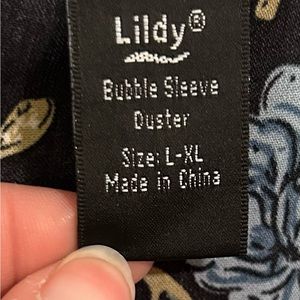 Lildy®
Bubble Sleeve
Duster
Size: L-XL
Made in China